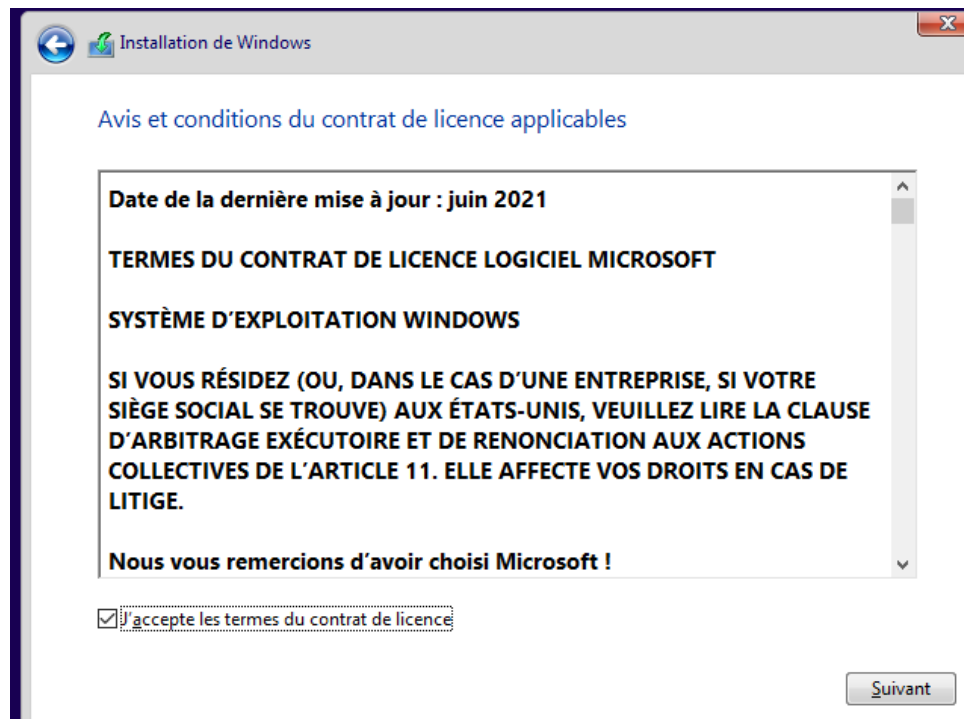 Installation de Windows
Avis et conditions du contrat de licence applicables
Date de la dernière mise à jour : juin 2021
TERMES DU CONTRAT DE LICENCE LOGICIEL MICROSOFT
SYSTÈME D'EXPLOITATION WINDOWS
SI VOUS RÉSIDEZ (OU, DANS LE CAS D'UNE ENTREPRISE, SI VOTRE
SIÈGE SOCIAL SE TROUVE) AUX ÉTATS-UNIS, VEUILLEZ LIRE LA CLAUSE
D'ARBITRAGE EXÉCUTOIRE ET DE RENONCIATION AUX ACTIONS
COLLECTIVES DE L'ARTICLE 11. ELLE AFFECTE VOS DROITS EN CAS DE
LITIGE.
Nous vous remercions d'avoir choisi Microsoft !
J'accepte les termes du contrat de licence
Suivant